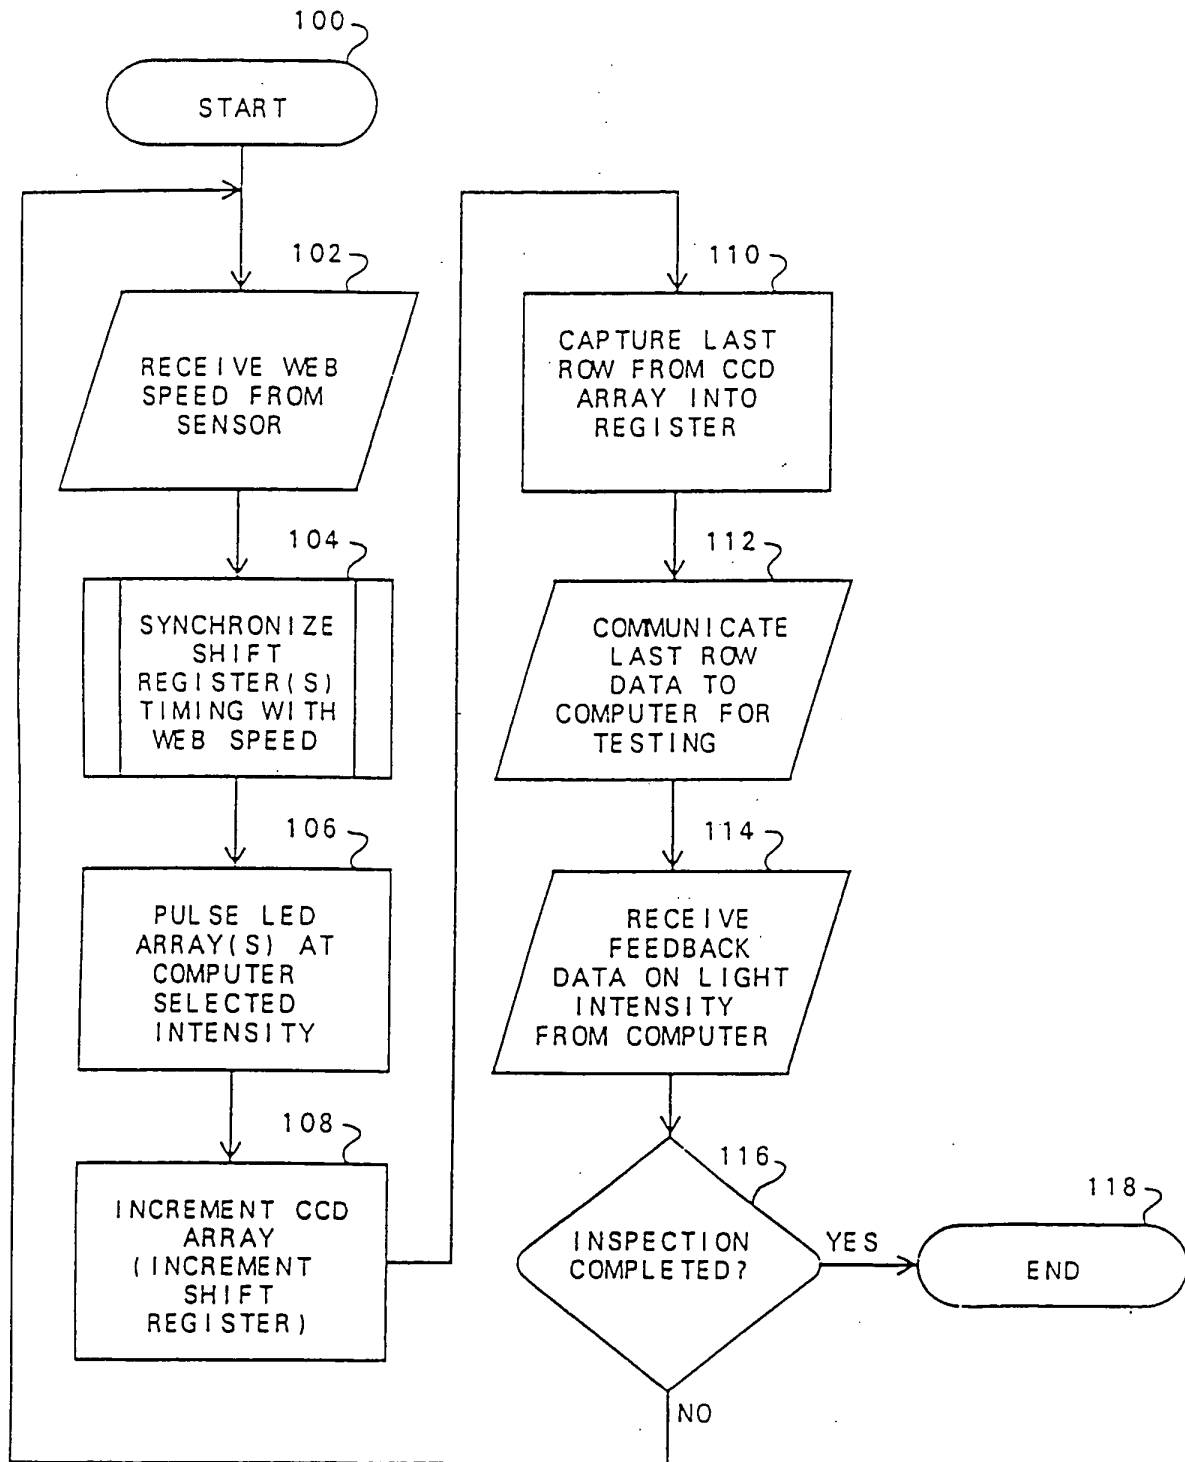 100
START
102
RECEIVE WEB
SPEED FROM
SENSOR
104
SYNCHRONIZE
SHIFT
REGISTER(S)
TIMING WITH
WEB SPEED
106
PULSE LED
ARRAY(S) AT
COMPUTER
SELECTED
INTENSITY
108
INCREMENT CCD
ARRAY
(INCREMENT
SHIFT
REGISTER)
110
CAPTURE LAST
ROW FROM CCD
ARRAY INTO
REGISTER
112
COMMUNICATE
LAST ROW
DATA TO
COMPUTER FOR
TESTING
114
RECEIVE
FEEDBACK
DATA ON LIGHT
INTENSITY
FROM COMPUTER
116
INSPECTION
COMPLETED?
YES
118
END
NO